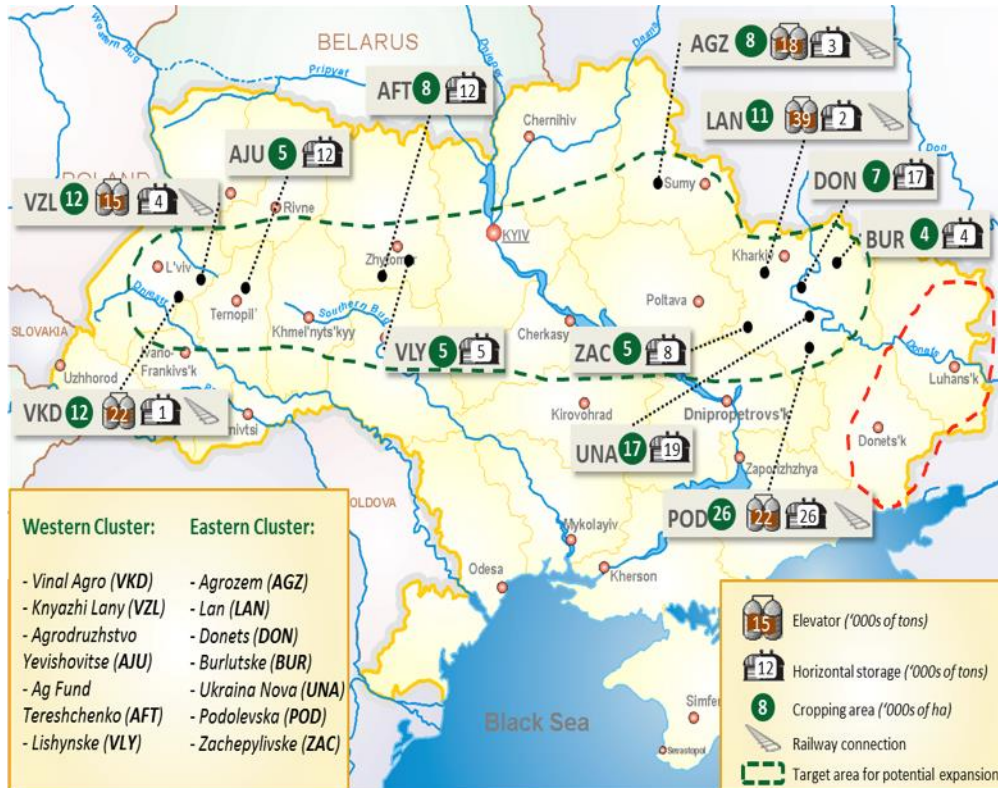 BELARUS
Western Bug
Pripyat
Dnieper
Desna
Don
AGZ 8 18 3
AFT 8 12
LAN 11 39 2
Chernihiv
AJU 5 12
DON 7 17
POLAND
Sumy
VZL 12 15 4
Rivne
KYIV
BUR 4 4
Zhytomyr
Kharkiv
L'viv
Ternopil'
Poltava
Dniestr
Khmel'nyts'kyy
Southern Bug
Cherkasy
SLOVAKIA
VLY 5 5
ZAC 5 8
Donets
Ivano-
Frankivs'k
Uzhhorod
Luhans'k
VKD 12 22 1
nivtsi
Kirovohrad
Dnipropetrovs'k
Donets'k
UNA 17 19
Zaporizhzhya
POD 26 22 26
MOLDOVA
Western Cluster:
- Vinal Agro (VKD)
- Knyazhi Lany (VZL)
- Agrodruzhstvo
Yevishovitse (AJU)
- Ag Fund
Tereshchenko (AFT)
- Lishynske (VLY)
Eastern Cluster:
- Agrozem (AGZ)
- Lan (LAN)
- Donets (DON)
- Burlutske (BUR)
- Ukraina Nova (UNA)
- Podolevska (POD)
- Zachepylivske (ZAC)
Mykolayiv
Odesa
Kherson
Black Sea
Simfer
Sevastopol
15 Elevator ('000s of tons)
12 Horizontal storage ('000s of tons)
8 Cropping area ('000s of ha)
Railway connection
Target area for potential expansion